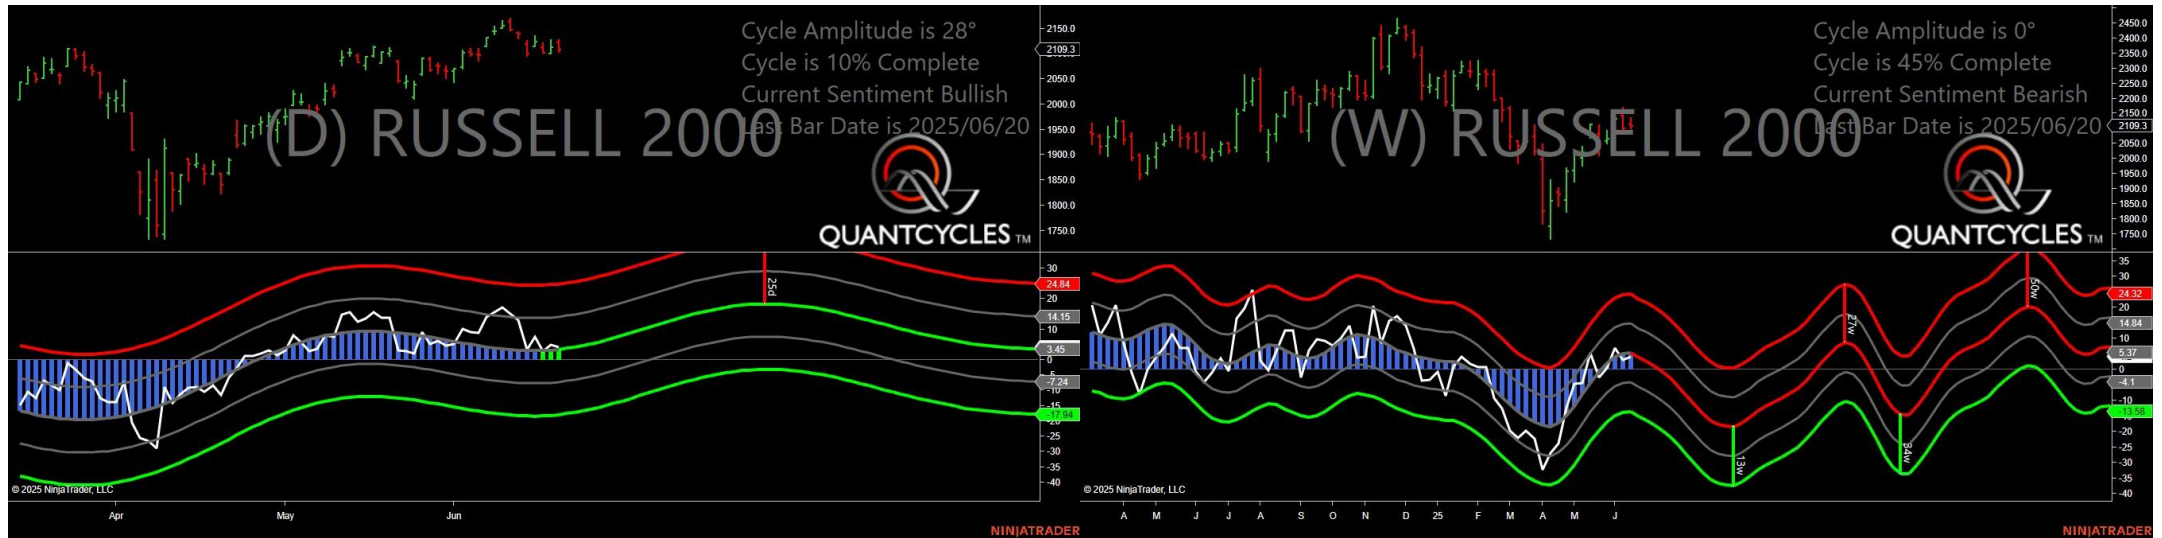 Cycle Amplitude is 28°
Cycle is 10% Complete
Current Sentiment Bullish
Last Bar Date is 2025/06/20
(D) RUSSELL 2000
QUANTCYCLES TM
2150.0
2109.3
2050.0
2000.0
1950.0
1900.0
1850.0
1800.0
1750.0
25d
30
24.84
20
14.15
10
3.45
0
-5
-7.24
-10
-15
-17.94
-20
-25
-30
-35
-40
© 2025 NinjaTrader, LLC
Apr May Jun
NINJATRADER
Cycle Amplitude is 0°
Cycle is 45% Complete
Current Sentiment Bearish
Last Bar Date is 2025/06/20
(W) RUSSELL 2000
QUANTCYCLES TM
2450.0
2400.0
2350.0
2300.0
2250.0
2200.0
2150.0
2109.3
2050.0
2000.0
1950.0
1900.0
1850.0
1800.0
1750.0
27w
50w
13w
34w
35
30
24.32
20
14.84
10
5.37
0
-4.1
-10
-13.58
-20
-25
-30
-35
-40
© 2025 NinjaTrader, LLC
A M J J A S O N D 25 F M A M J
NINJATRADER